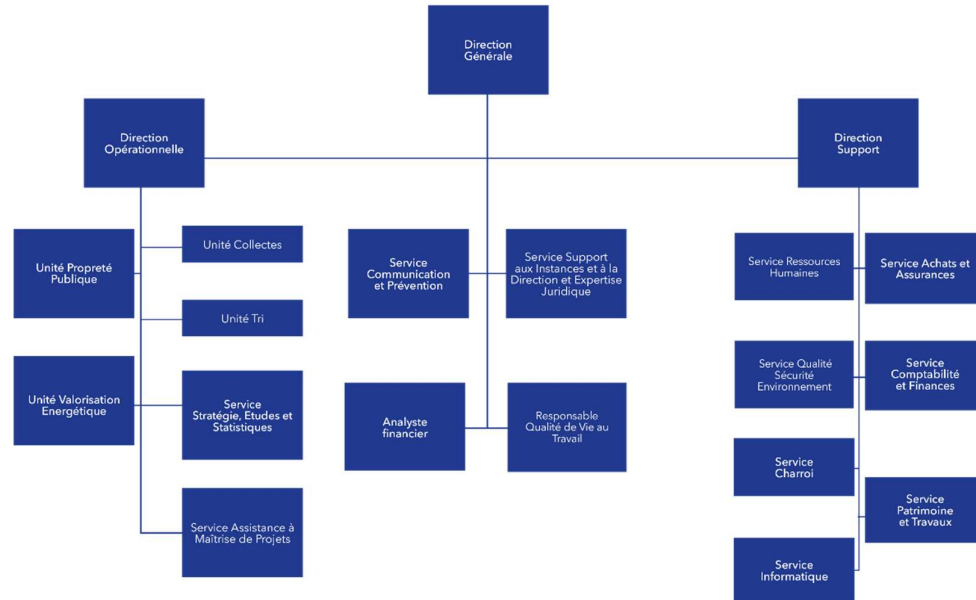 Direction
Générale
Direction
Opérationnelle
Direction
Support
Unité Propreté
Publique
Unité Collectes
Unité Tri
Unité Valorisation
Energétique
Service
Stratégie, Etudes et
Statistiques
Service Assistance à
Maîtrise de Projets
Service
Communication
et Prévention
Service Support
aux Instances et à la
Direction et Expertise
Juridique
Analyste
financier
Responsable
Qualité de Vie au
Travail
Service Ressources
Humaines
Service Achats et
Assurances
Service Qualité
Sécurité
Environnement
Service
Comptabilité
et Finances
Service
Charroi
Service
Patrimoine
et Travaux
Service
Informatique